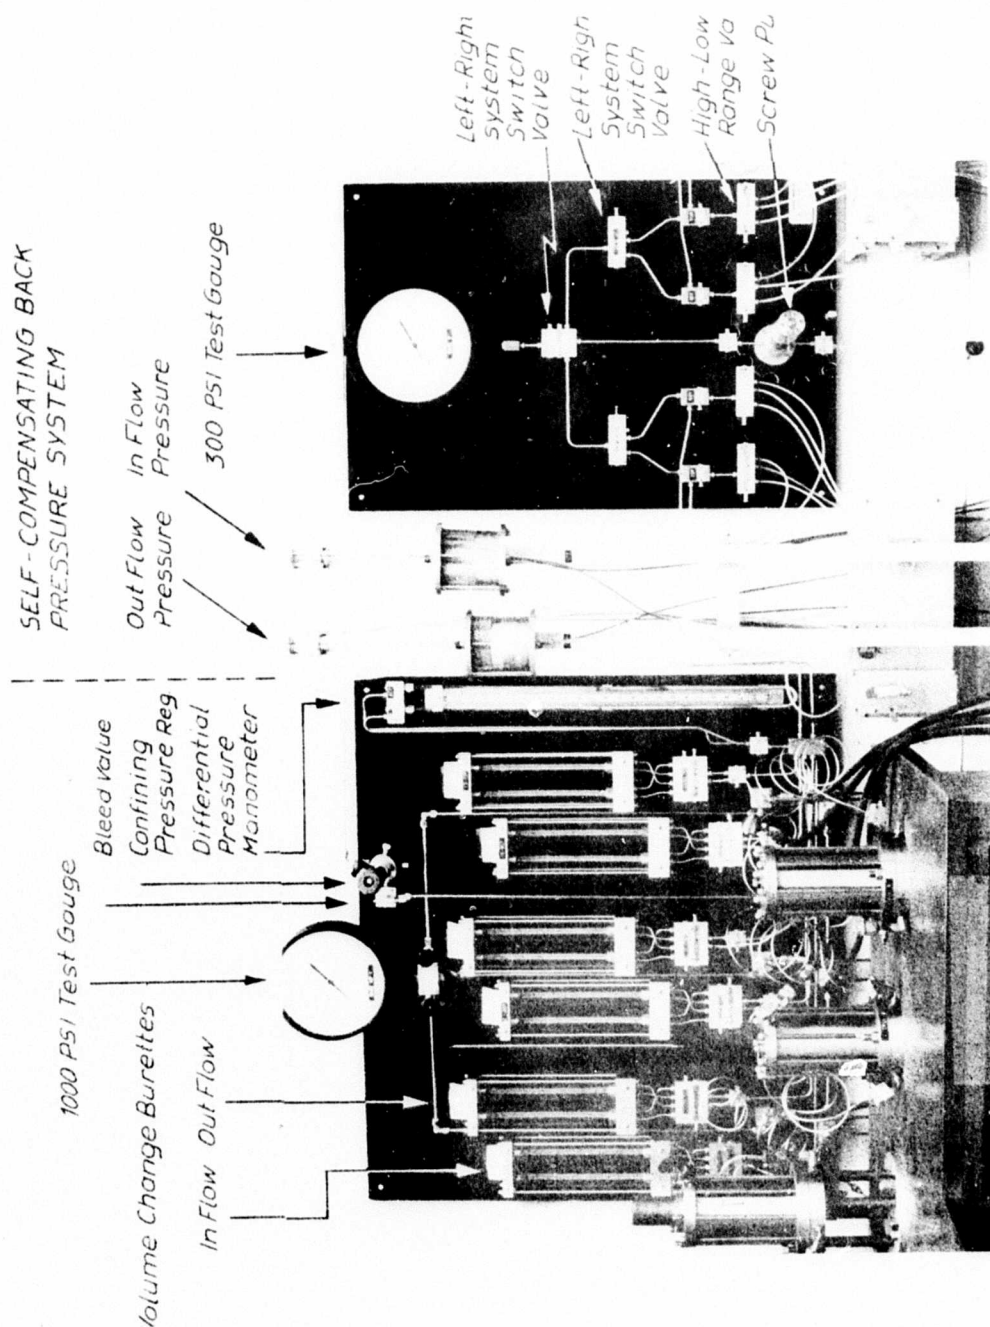 SELF-COMPENSATING BACK
PRESSURE SYSTEM
Out Flow
Pressure
In Flow
Pressure
300 PSI Test Gauge
Left-Righ
System
Switch
Valve
Left-Righ
System
Switch
Valve
High-Low
Range Va
Screw Pu
Bleed Value
Confining
Pressure Reg
Differential
Pressure
Manometer
1000 PSI Test Gauge
Volume Change Burettes
In Flow Out Flow